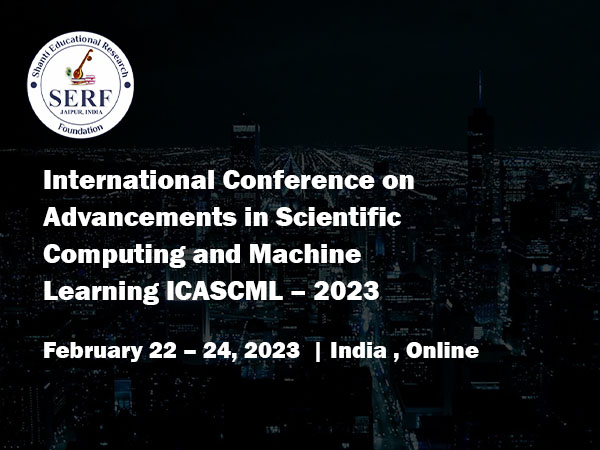 Shanti Educational Research
SERF
JAIPUR, INDIA
Foundation
International Conference on
Advancements in Scientific
Computing and Machine
Learning ICASCML – 2023
February 22 – 24, 2023 | India , Online